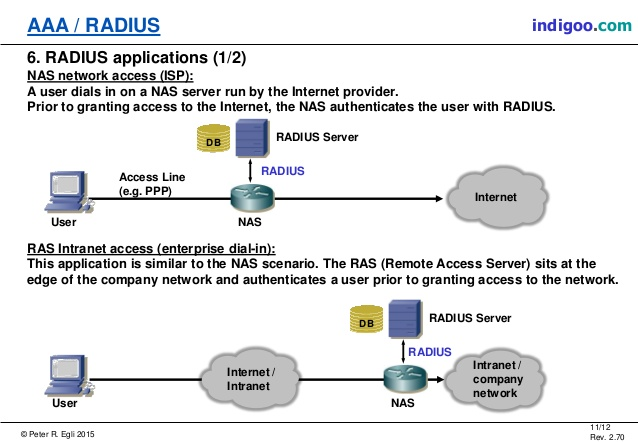 AAA / RADIUS
indigoo.com
6. RADIUS applications (1/2)
NAS network access (ISP):
A user dials in on a NAS server run by the Internet provider.
Prior to granting access to the Internet, the NAS authenticates the user with RADIUS.
DB
RADIUS Server
RADIUS
Access Line
(e.g. PPP)
Internet
User
NAS
RAS Intranet access (enterprise dial-in):
This application is similar to the NAS scenario. The RAS (Remote Access Server) sits at the
edge of the company network and authenticates a user prior to granting access to the network.
DB
RADIUS Server
RADIUS
Internet /
Intranet
Intranet /
company
network
User
NAS
© Peter R. Egli 2015
11/12
Rev. 2.70